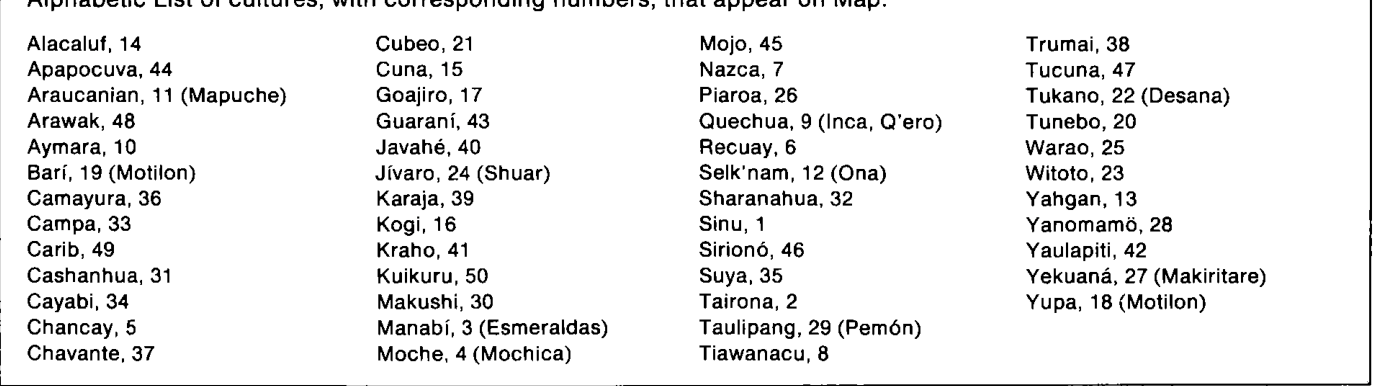 Alphabetic List of cultures, with corresponding numbers, that appear on Map.
Alacaluf, 14
Apapocuva, 44
Araucanian, 11 (Mapuche)
Arawak, 48
Aymara, 10
Barí, 19 (Motilon)
Camayura, 36
Campa, 33
Carib, 49
Cashanhua, 31
Cayabi, 34
Chancay, 5
Chavante, 37
Cubeo, 21
Cuna, 15
Goajiro, 17
Guaraní, 43
Javahé, 40
Jívaro, 24 (Shuar)
Karaja, 39
Kogi, 16
Kraho, 41
Kuikuru, 50
Makushi, 30
Manabí, 3 (Esmeraldas)
Moche, 4 (Mochica)
Mojo, 45
Nazca, 7
Piaroa, 26
Quechua, 9 (Inca, Q'ero)
Recuay, 6
Selk'nam, 12 (Ona)
Sharanahua, 32
Sinu, 1
Sirionó, 46
Suya, 35
Tairona, 2
Taulipang, 29 (Pemón)
Tiawanacu, 8
Trumai, 38
Tucuna, 47
Tukano, 22 (Desana)
Tunebo, 20
Warao, 25
Witoto, 23
Yahgan, 13
Yanomamö, 28
Yaulapiti, 42
Yekuaná, 27 (Makiritare)
Yupa, 18 (Motilon)